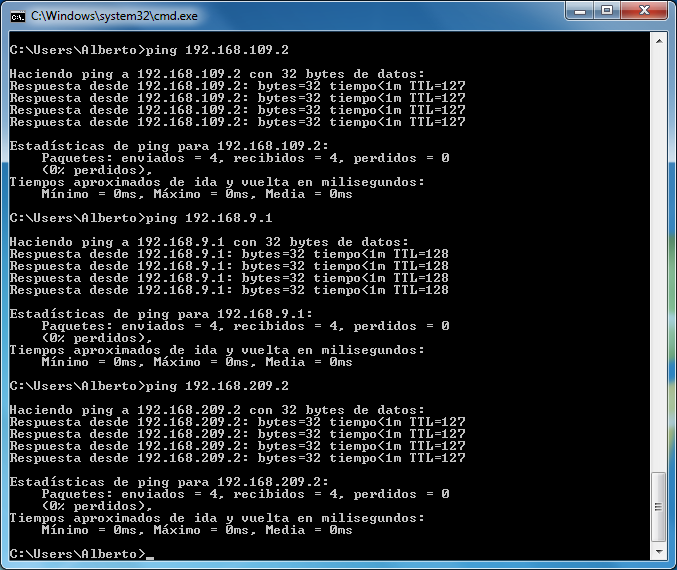 C:\Windows\system32\cmd.exe
C:\Users\Alberto>ping 192.168.109.2
Haciendo ping a 192.168.109.2 con 32 bytes de datos:
Respuesta desde 192.168.109.2: bytes=32 tiempo<1m TTL=127
Respuesta desde 192.168.109.2: bytes=32 tiempo<1m TTL=127
Respuesta desde 192.168.109.2: bytes=32 tiempo<1m TTL=127
Respuesta desde 192.168.109.2: bytes=32 tiempo<1m TTL=127
Estadísticas de ping para 192.168.109.2:
Paquetes: enviados = 4, recibidos = 4, perdidos = 0
(0% perdidos),
Tiempos aproximados de ida y vuelta en milisegundos:
Mínimo = 0ms, Máximo = 0ms, Media = 0ms
C:\Users\Alberto>ping 192.168.9.1
Haciendo ping a 192.168.9.1 con 32 bytes de datos:
Respuesta desde 192.168.9.1: bytes=32 tiempo<1m TTL=128
Respuesta desde 192.168.9.1: bytes=32 tiempo<1m TTL=128
Respuesta desde 192.168.9.1: bytes=32 tiempo<1m TTL=128
Respuesta desde 192.168.9.1: bytes=32 tiempo<1m TTL=128
Estadísticas de ping para 192.168.9.1:
Paquetes: enviados = 4, recibidos = 4, perdidos = 0
(0% perdidos),
Tiempos aproximados de ida y vuelta en milisegundos:
Mínimo = 0ms, Máximo = 0ms, Media = 0ms
C:\Users\Alberto>ping 192.168.209.2
Haciendo ping a 192.168.209.2 con 32 bytes de datos:
Respuesta desde 192.168.209.2: bytes=32 tiempo<1m TTL=127
Respuesta desde 192.168.209.2: bytes=32 tiempo<1m TTL=127
Respuesta desde 192.168.209.2: bytes=32 tiempo<1m TTL=127
Respuesta desde 192.168.209.2: bytes=32 tiempo<1m TTL=127
Estadísticas de ping para 192.168.209.2:
Paquetes: enviados = 4, recibidos = 4, perdidos = 0
(0% perdidos),
Tiempos aproximados de ida y vuelta en milisegundos:
Mínimo = 0ms, Máximo = 0ms, Media = 0ms
C:\Users\Alberto>_